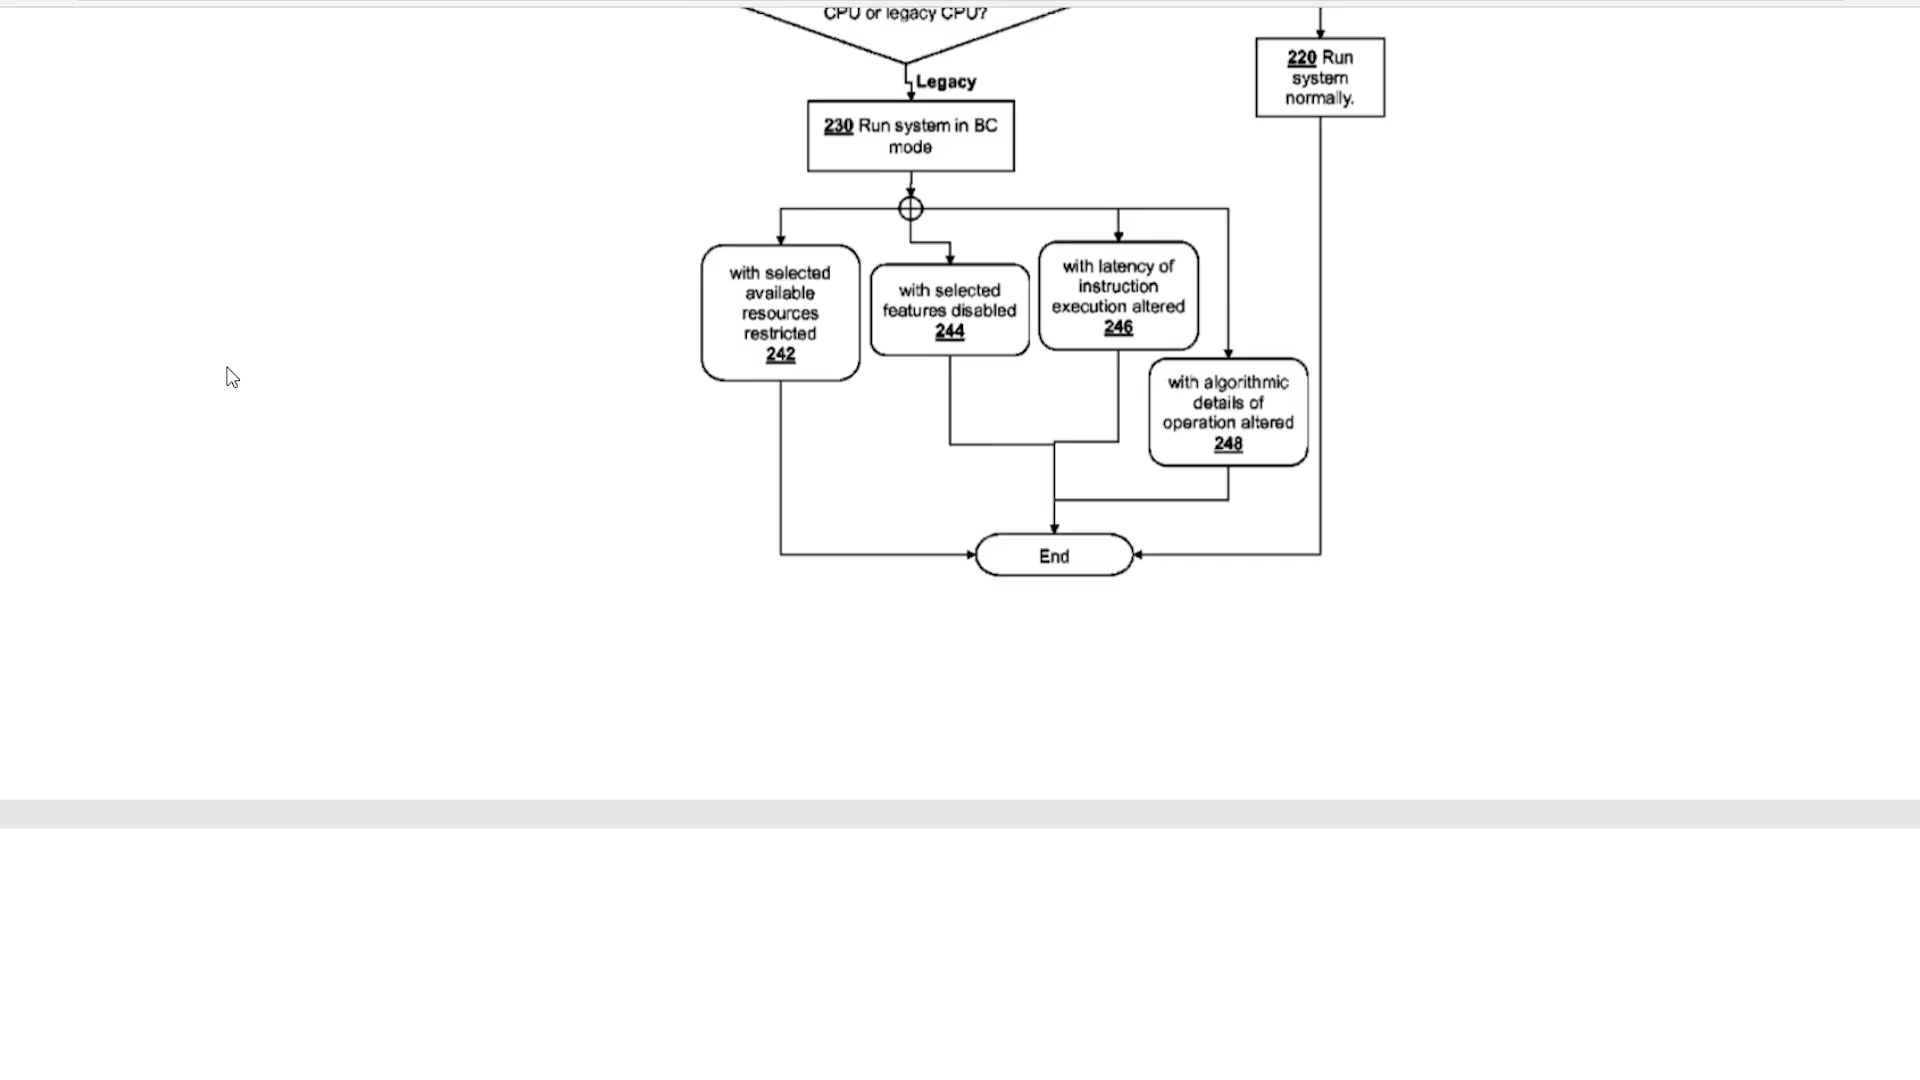 CPU or legacy CPU?
Legacy
220 Run
system
normally.
230 Run system in BC
mode
with selected
available
resources
restricted
242
with selected
features disabled
244
with latency of
instruction
execution altered
246
with algorithmic
details of
operation altered
248
End